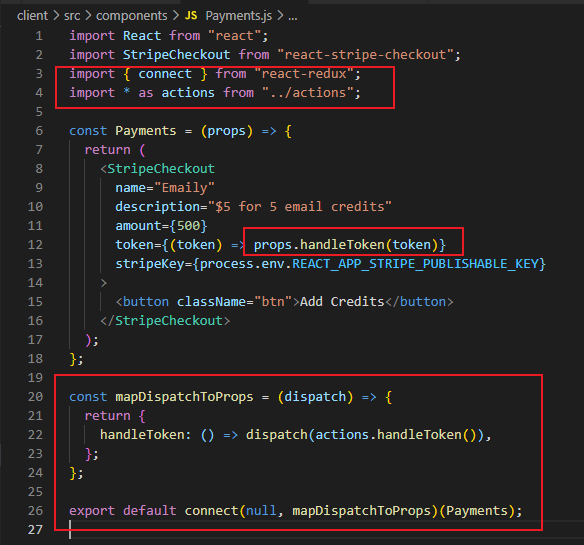 client > src > components > JS Payments.js > ...
1 import React from "react";
2 import StripeCheckout from "react-stripe-checkout";
3 import { connect } from "react-redux";
4 import * as actions from "../actions";
5
6 const Payments = (props) => {
7   return (
8     <StripeCheckout
9       name="Emaily"
10       description="$5 for 5 email credits"
11       amount={500}
12       token={(token) => props.handleToken(token)}
13       stripeKey={process.env.REACT_APP_STRIPE_PUBLISHABLE_KEY}
14     >
15       <button className="btn">Add Credits</button>
16     </StripeCheckout>
17   );
18 };
19
20 const mapDispatchToProps = (dispatch) => {
21   return {
22     handleToken: () => dispatch(actions.handleToken()),
23   };
24 };
25
26 export default connect(null, mapDispatchToProps)(Payments);
27